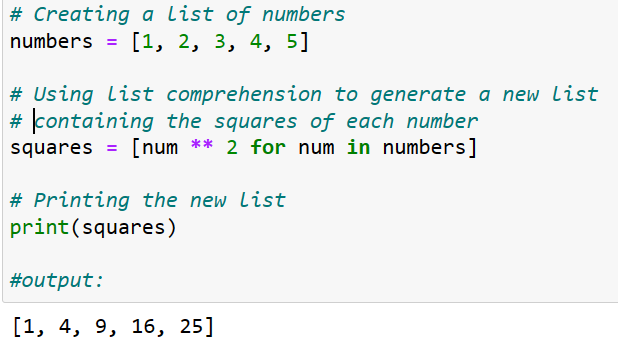 # Creating a list of numbers
numbers = [1, 2, 3, 4, 5]
# Using list comprehension to generate a new list
# containing the squares of each number
squares = [num ** 2 for num in numbers]
# Printing the new list
print(squares)
#output:
[1, 4, 9, 16, 25]